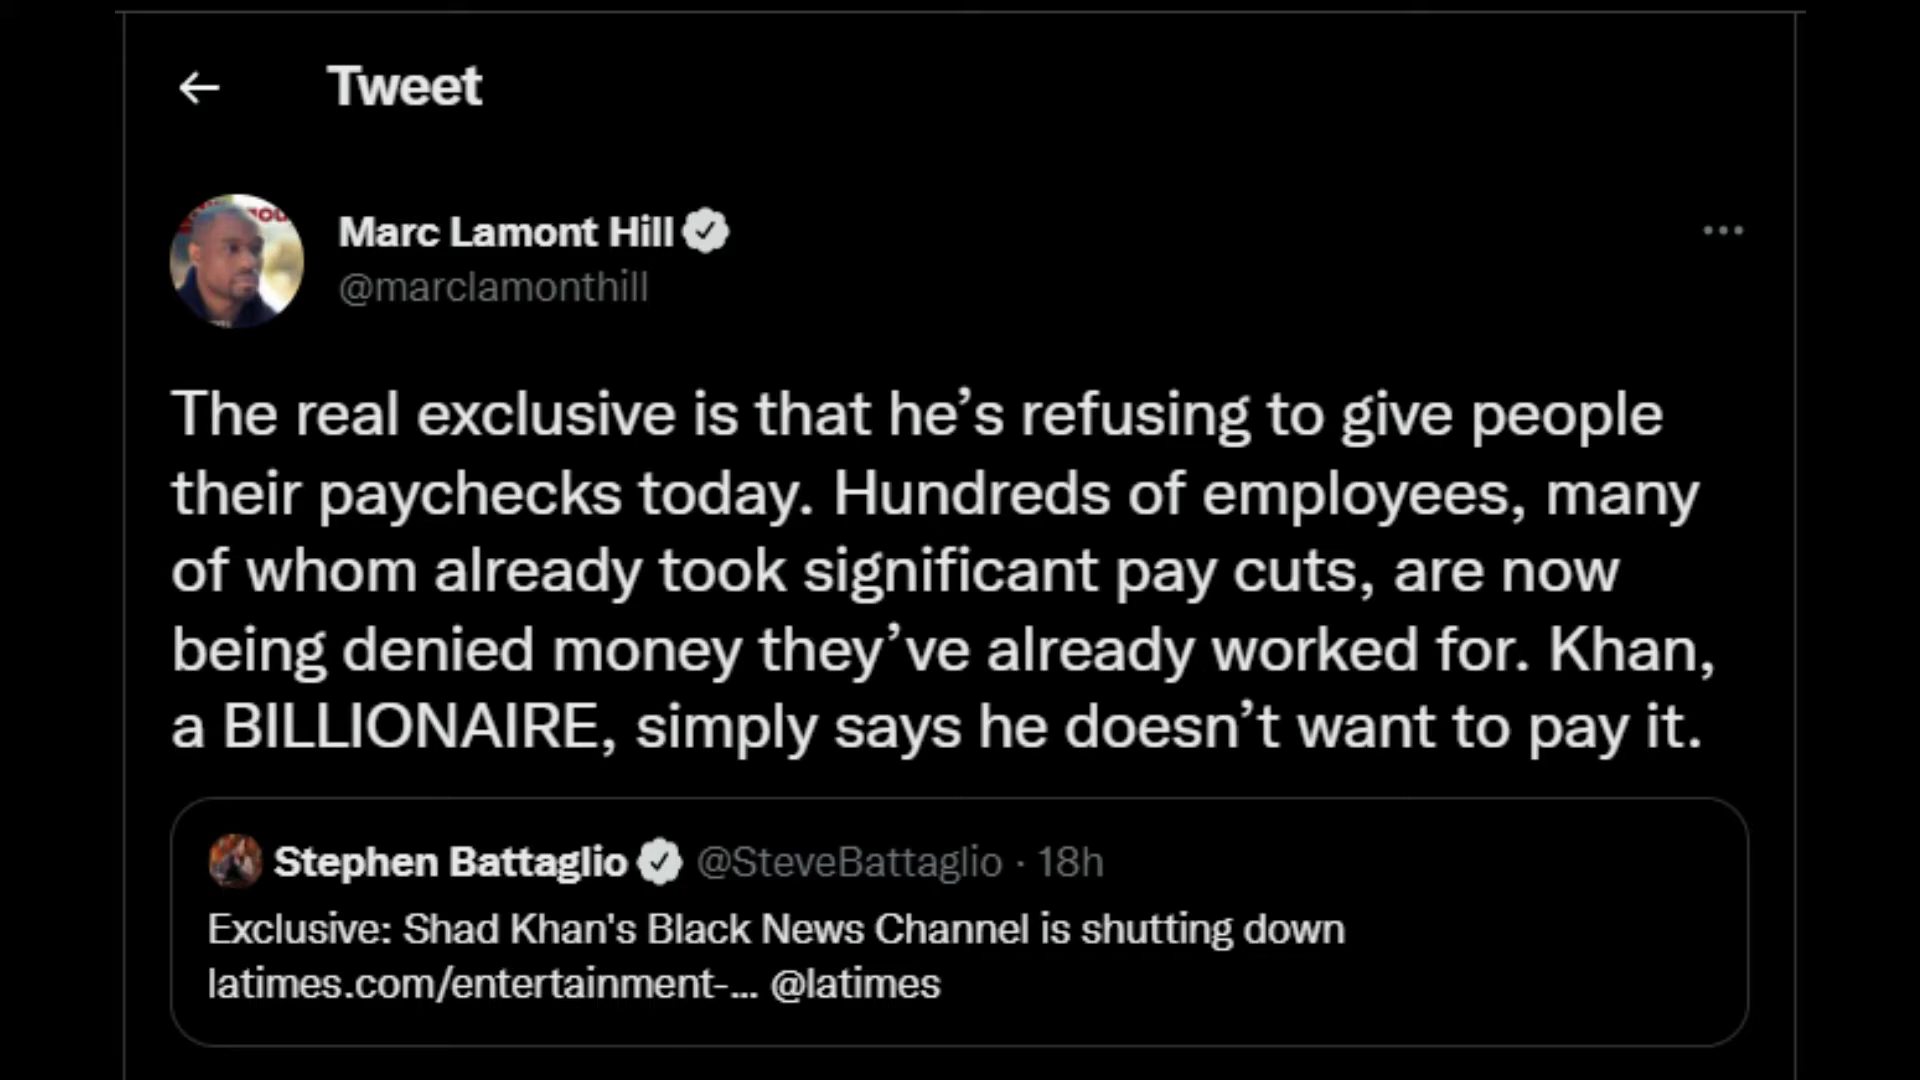 Tweet
Marc Lamont Hill
@marclamonthill
The real exclusive is that he’s refusing to give people
their paychecks today. Hundreds of employees, many
of whom already took significant pay cuts, are now
being denied money they’ve already worked for. Khan,
a BILLIONAIRE, simply says he doesn’t want to pay it.
Stephen Battaglio @SteveBattaglio · 18h
Exclusive: Shad Khan's Black News Channel is shutting down
latimes.com/entertainment-... @latimes